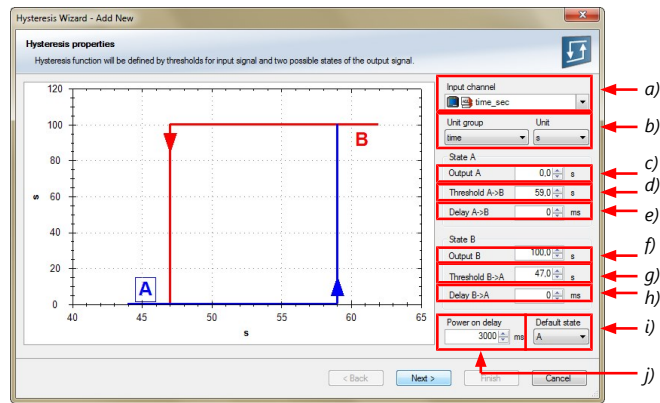 Hysteresis Wizard - Add New
Hysteresis properties
Hysteresis function will be defined by thresholds for input signal and two possible states of the output signal.
120
100
80
60
40
20
0
s
40 45 50 55 60 65
s
A
B
Input channel
time_sec
Unit group Unit
time s
State A
Output A 0,0 s
Threshold A->B 59,0 s
Delay A->B 0 ms
State B
Output B 100,0 s
Threshold B->A 47,0 s
Delay B->A 0 ms
Power on delay Default state
3000 ms A
< Back Next > Finish Cancel
a)
b)
c)
d)
e)
f)
g)
h)
i)
j)